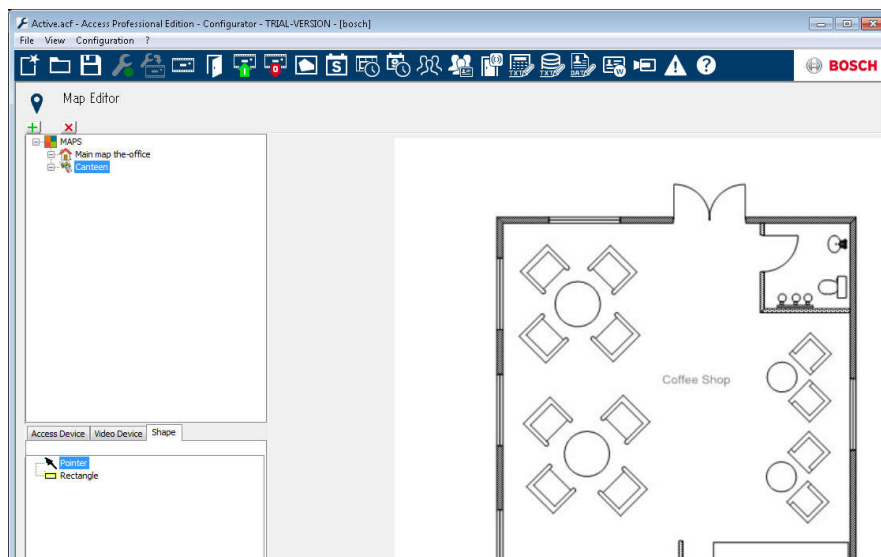 Active.acf - Access Professional Edition - Configurator - TRIAL-VERSION - [bosch]
File View Configuration ?
BOSCH
Map Editor
MAPS
Main map the-office
Canteen
Coffee Shop
Access Device Video Device Shape
Pointer
Rectangle